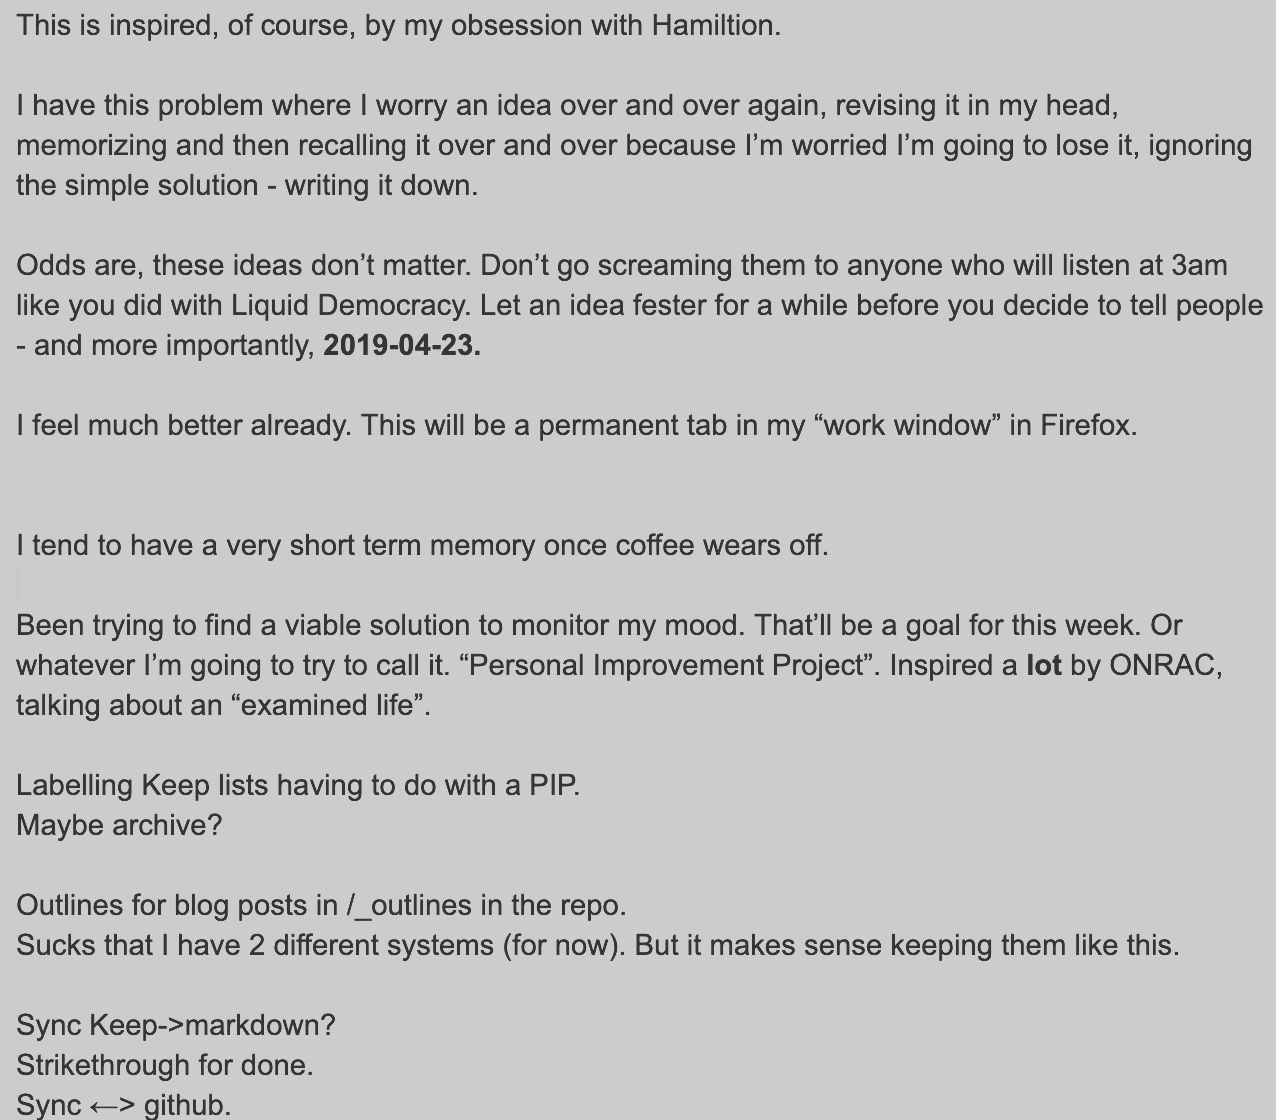 This is inspired, of course, by my obsession with Hamiltion.
I have this problem where I worry an idea over and over again, revising it in my head,
memorizing and then recalling it over and over because I’m worried I’m going to lose it, ignoring
the simple solution - writing it down.
Odds are, these ideas don’t matter. Don’t go screaming them to anyone who will listen at 3am
like you did with Liquid Democracy. Let an idea fester for a while before you decide to tell people
- and more importantly, 2019-04-23.
I feel much better already. This will be a permanent tab in my “work window” in Firefox.
I tend to have a very short term memory once coffee wears off.
Been trying to find a viable solution to monitor my mood. That’ll be a goal for this week. Or
whatever I’m going to try to call it. “Personal Improvement Project”. Inspired a lot by ONRAC,
talking about an “examined life”.
Labelling Keep lists having to do with a PIP.
Maybe archive?
Outlines for blog posts in /_outlines in the repo.
Sucks that I have 2 different systems (for now). But it makes sense keeping them like this.
Sync Keep->markdown?
Strikethrough for done.
Sync ←> github.